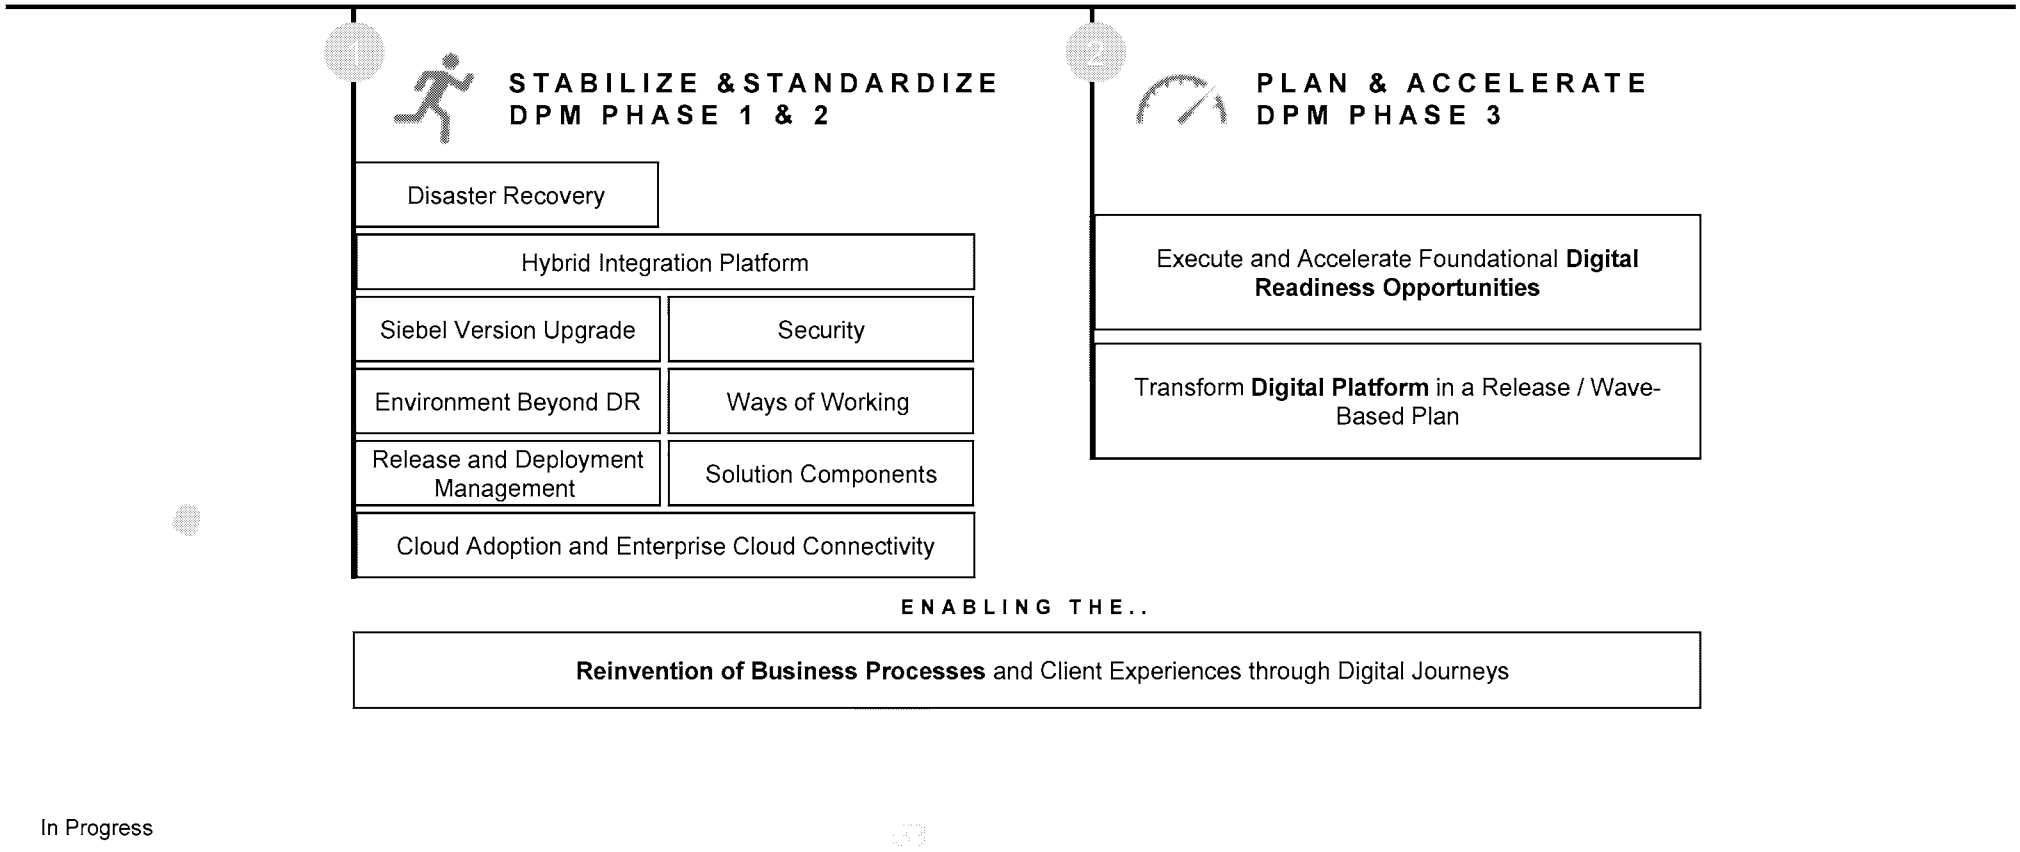 1
STABILIZE &STANDARDIZE
DPM PHASE 1 & 2
Disaster Recovery
Hybrid Integration Platform
Siebel Version Upgrade
Security
Environment Beyond DR
Ways of Working
Release and Deployment
Management
Solution Components
Cloud Adoption and Enterprise Cloud Connectivity
2
PLAN & ACCELERATE
DPM PHASE 3
Execute and Accelerate Foundational Digital
Readiness Opportunities
Transform Digital Platform in a Release / Wave-
Based Plan
ENABLING THE..
Reinvention of Business Processes and Client Experiences through Digital Journeys
In Progress